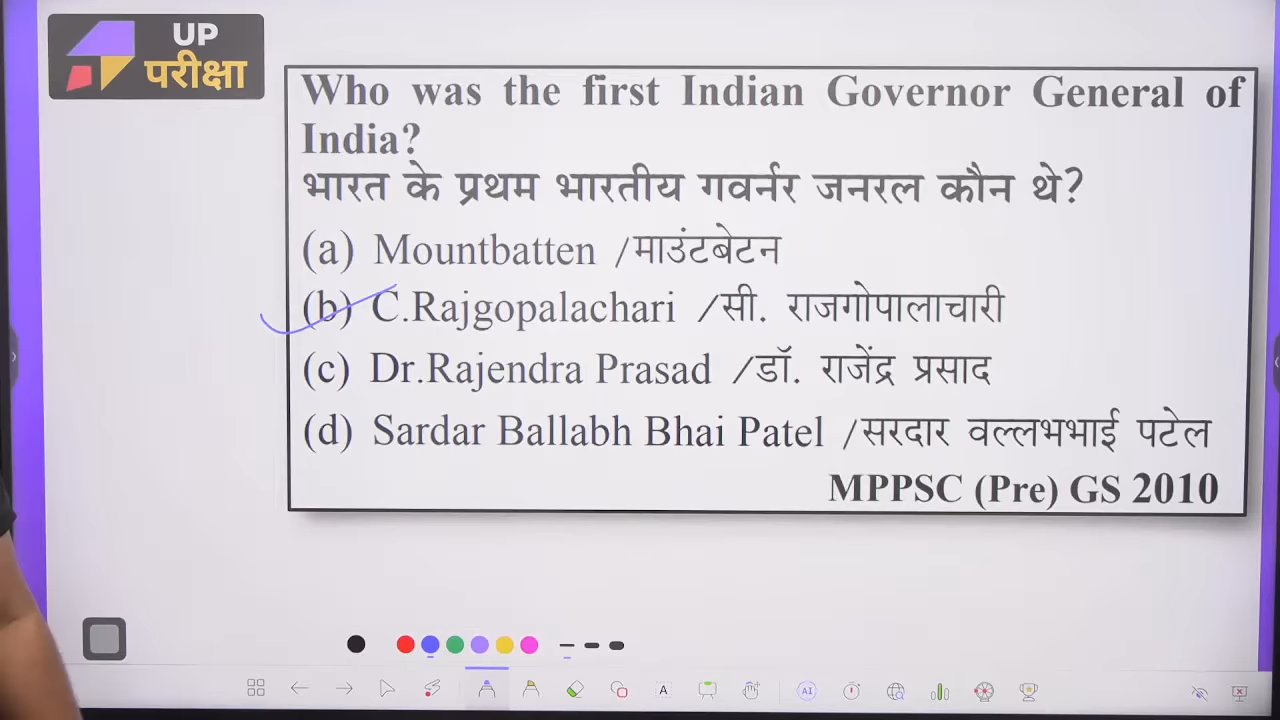 UP
परीक्षा
Who was the first Indian Governor General of
India?
भारत के प्रथम भारतीय गवर्नर जनरल कौन थे?
(a) Mountbatten /माउंटबेटन
(b) C.Rajgopalachari /सी. राजगोपालाचारी
(c) Dr.Rajendra Prasad /डॉ. राजेंद्र प्रसाद
(d) Sardar Ballabh Bhai Patel /सरदार वल्लभभाई पटेल
MPPSC (Pre) GS 2010
A
AI